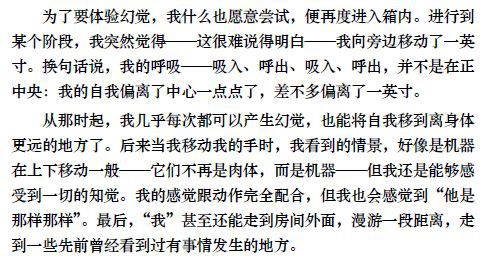 为了要体验幻觉，我什么也愿意尝试，便再度进入箱内。进行到
某个阶段，我突然觉得——这很难说得明白——我向旁边移动了一英
寸。换句话说，我的呼吸——吸入、呼出、吸入、呼出，并不是在正
中央：我的自我偏离了中心一点点了，差不多偏离了一英寸。
从那时起，我几乎每次都可以产生幻觉，也能将自我移到离身体
更远的地方了。后来当我移动我的手时，我看到的情景，好像是机器
在上下移动一般——它们不再是肉体，而是机器——但我还是能够感
受到一切的知觉。我的感觉跟动作完全配合，但我也会感觉到“他是
那样那样”。最后，“我”甚至还能走到房间外面，漫游一段距离，走
到一些先前曾经看到过有事情发生的地方。